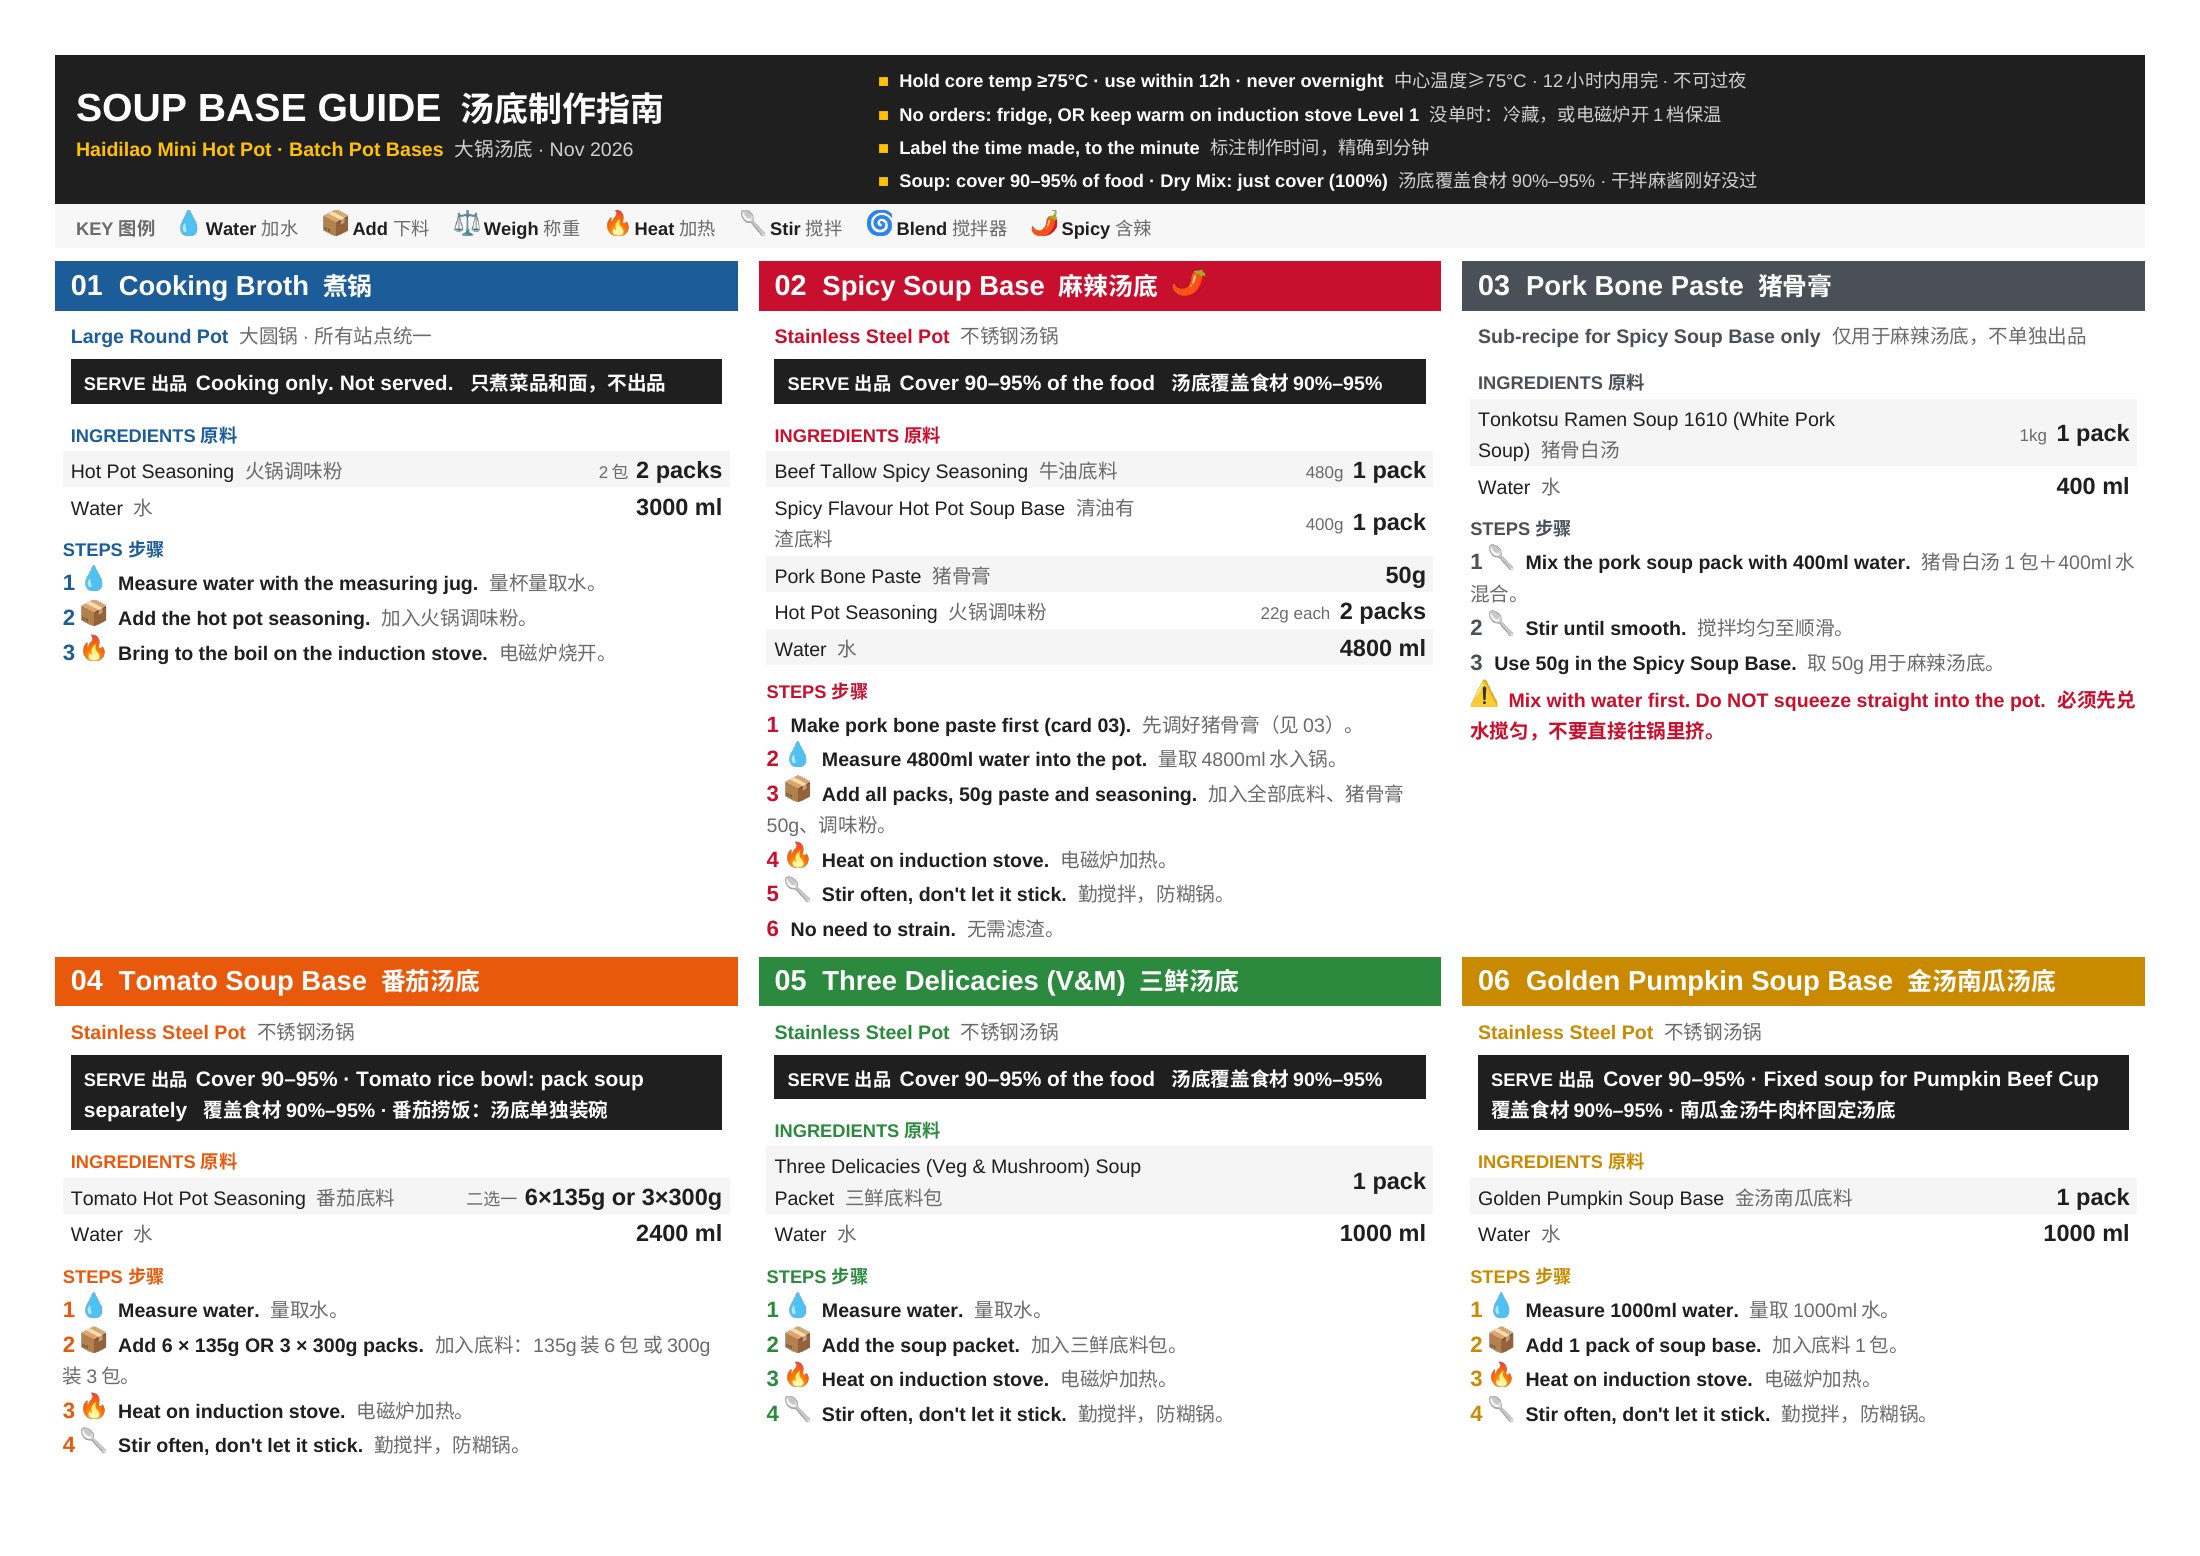 SOUP BASE GUIDE 汤底制作指南
Haidilao Mini Hot Pot · Batch Pot Bases 大锅汤底 · Nov 2026
■ Hold core temp ≥75°C · use within 12h · never overnight 中心温度≥75°C · 12小时内用完 · 不可过夜
■ No orders: fridge, OR keep warm on induction stove Level 1 没单时：冷藏，或电磁炉开1档保温
■ Label the time made, to the minute 标注制作时间，精确到分钟
■ Soup: cover 90–95% of food · Dry Mix: just cover (100%) 汤底覆盖食材 90%–95% · 干拌麻酱刚好没过
KEY 图例 💧 Water 加水 📦 Add 下料 ⚖️ Weigh 称重 🔥 Heat 加热 🥄 Stir 搅拌 🌀 Blend 搅拌器 🌶️ Spicy 含辣
01 Cooking Broth 煮锅
Large Round Pot 大圆锅 · 所有站点统一
SERVE 出品 Cooking only. Not served. 只煮菜品和面，不出品
INGREDIENTS 原料
Hot Pot Seasoning 火锅调味粉 2包 2 packs
Water 水 3000 ml
STEPS 步骤
1 💧 Measure water with the measuring jug. 量杯量取水。
2 📦 Add the hot pot seasoning. 加入火锅调味粉。
3 🔥 Bring to the boil on the induction stove. 电磁炉烧开。
02 Spicy Soup Base 麻辣汤底 🌶️
Stainless Steel Pot 不锈钢汤锅
SERVE 出品 Cover 90–95% of the food 汤底覆盖食材 90%–95%
INGREDIENTS 原料
Beef Tallow Spicy Seasoning 牛油底料 480g 1 pack
Spicy Flavour Hot Pot Soup Base 清油有
渣底料 400g 1 pack
Pork Bone Paste 猪骨膏 50g
Hot Pot Seasoning 火锅调味粉 22g each 2 packs
Water 水 4800 ml
STEPS 步骤
1 Make pork bone paste first (card 03). 先调好猪骨膏（见 03）。
2 💧 Measure 4800ml water into the pot. 量取 4800ml 水入锅。
3 📦 Add all packs, 50g paste and seasoning. 加入全部底料、猪骨膏
50g、调味粉。
4 🔥 Heat on induction stove. 电磁炉加热。
5 🥄 Stir often, don't let it stick. 勤搅拌，防糊锅。
6 No need to strain. 无需滤渣。
03 Pork Bone Paste 猪骨膏
Sub-recipe for Spicy Soup Base only 仅用于麻辣汤底，不单独出品
INGREDIENTS 原料
Tonkotsu Ramen Soup 1610 (White Pork
Soup) 猪骨白汤 1kg 1 pack
Water 水 400 ml
STEPS 步骤
1 🥄 Mix the pork soup pack with 400ml water. 猪骨白汤 1 包＋400ml 水
混合。
2 🥄 Stir until smooth. 搅拌均匀至顺滑。
3 Use 50g in the Spicy Soup Base. 取 50g 用于麻辣汤底。
⚠️ Mix with water first. Do NOT squeeze straight into the pot. 必须先兑
水搅匀，不要直接往锅里挤。
04 Tomato Soup Base 番茄汤底
Stainless Steel Pot 不锈钢汤锅
SERVE 出品 Cover 90–95% · Tomato rice bowl: pack soup
separately 覆盖食材 90%–95% · 番茄捞饭：汤底单独装碗
INGREDIENTS 原料
Tomato Hot Pot Seasoning 番茄底料 二选一 6×135g or 3×300g
Water 水 2400 ml
STEPS 步骤
1 💧 Measure water. 量取水。
2 📦 Add 6 × 135g OR 3 × 300g packs. 加入底料：135g 装 6 包 或 300g
装 3 包。
3 🔥 Heat on induction stove. 电磁炉加热。
4 🥄 Stir often, don't let it stick. 勤搅拌，防糊锅。
05 Three Delicacies (V&M) 三鲜汤底
Stainless Steel Pot 不锈钢汤锅
SERVE 出品 Cover 90–95% of the food 汤底覆盖食材 90%–95%
INGREDIENTS 原料
Three Delicacies (Veg & Mushroom) Soup
Packet 三鲜底料包 1 pack
Water 水 1000 ml
STEPS 步骤
1 💧 Measure water. 量取水。
2 📦 Add the soup packet. 加入三鲜底料包。
3 🔥 Heat on induction stove. 电磁炉加热。
4 🥄 Stir often, don't let it stick. 勤搅拌，防糊锅。
06 Golden Pumpkin Soup Base 金汤南瓜汤底
Stainless Steel Pot 不锈钢汤锅
SERVE 出品 Cover 90–95% · Fixed soup for Pumpkin Beef Cup
覆盖食材 90%–95% · 南瓜金汤牛肉杯固定汤底
INGREDIENTS 原料
Golden Pumpkin Soup Base 金汤南瓜底料 1 pack
Water 水 1000 ml
STEPS 步骤
1 💧 Measure 1000ml water. 量取 1000ml 水。
2 📦 Add 1 pack of soup base. 加入底料 1 包。
3 🔥 Heat on induction stove. 电磁炉加热。
4 🥄 Stir often, don't let it stick. 勤搅拌，防糊锅。